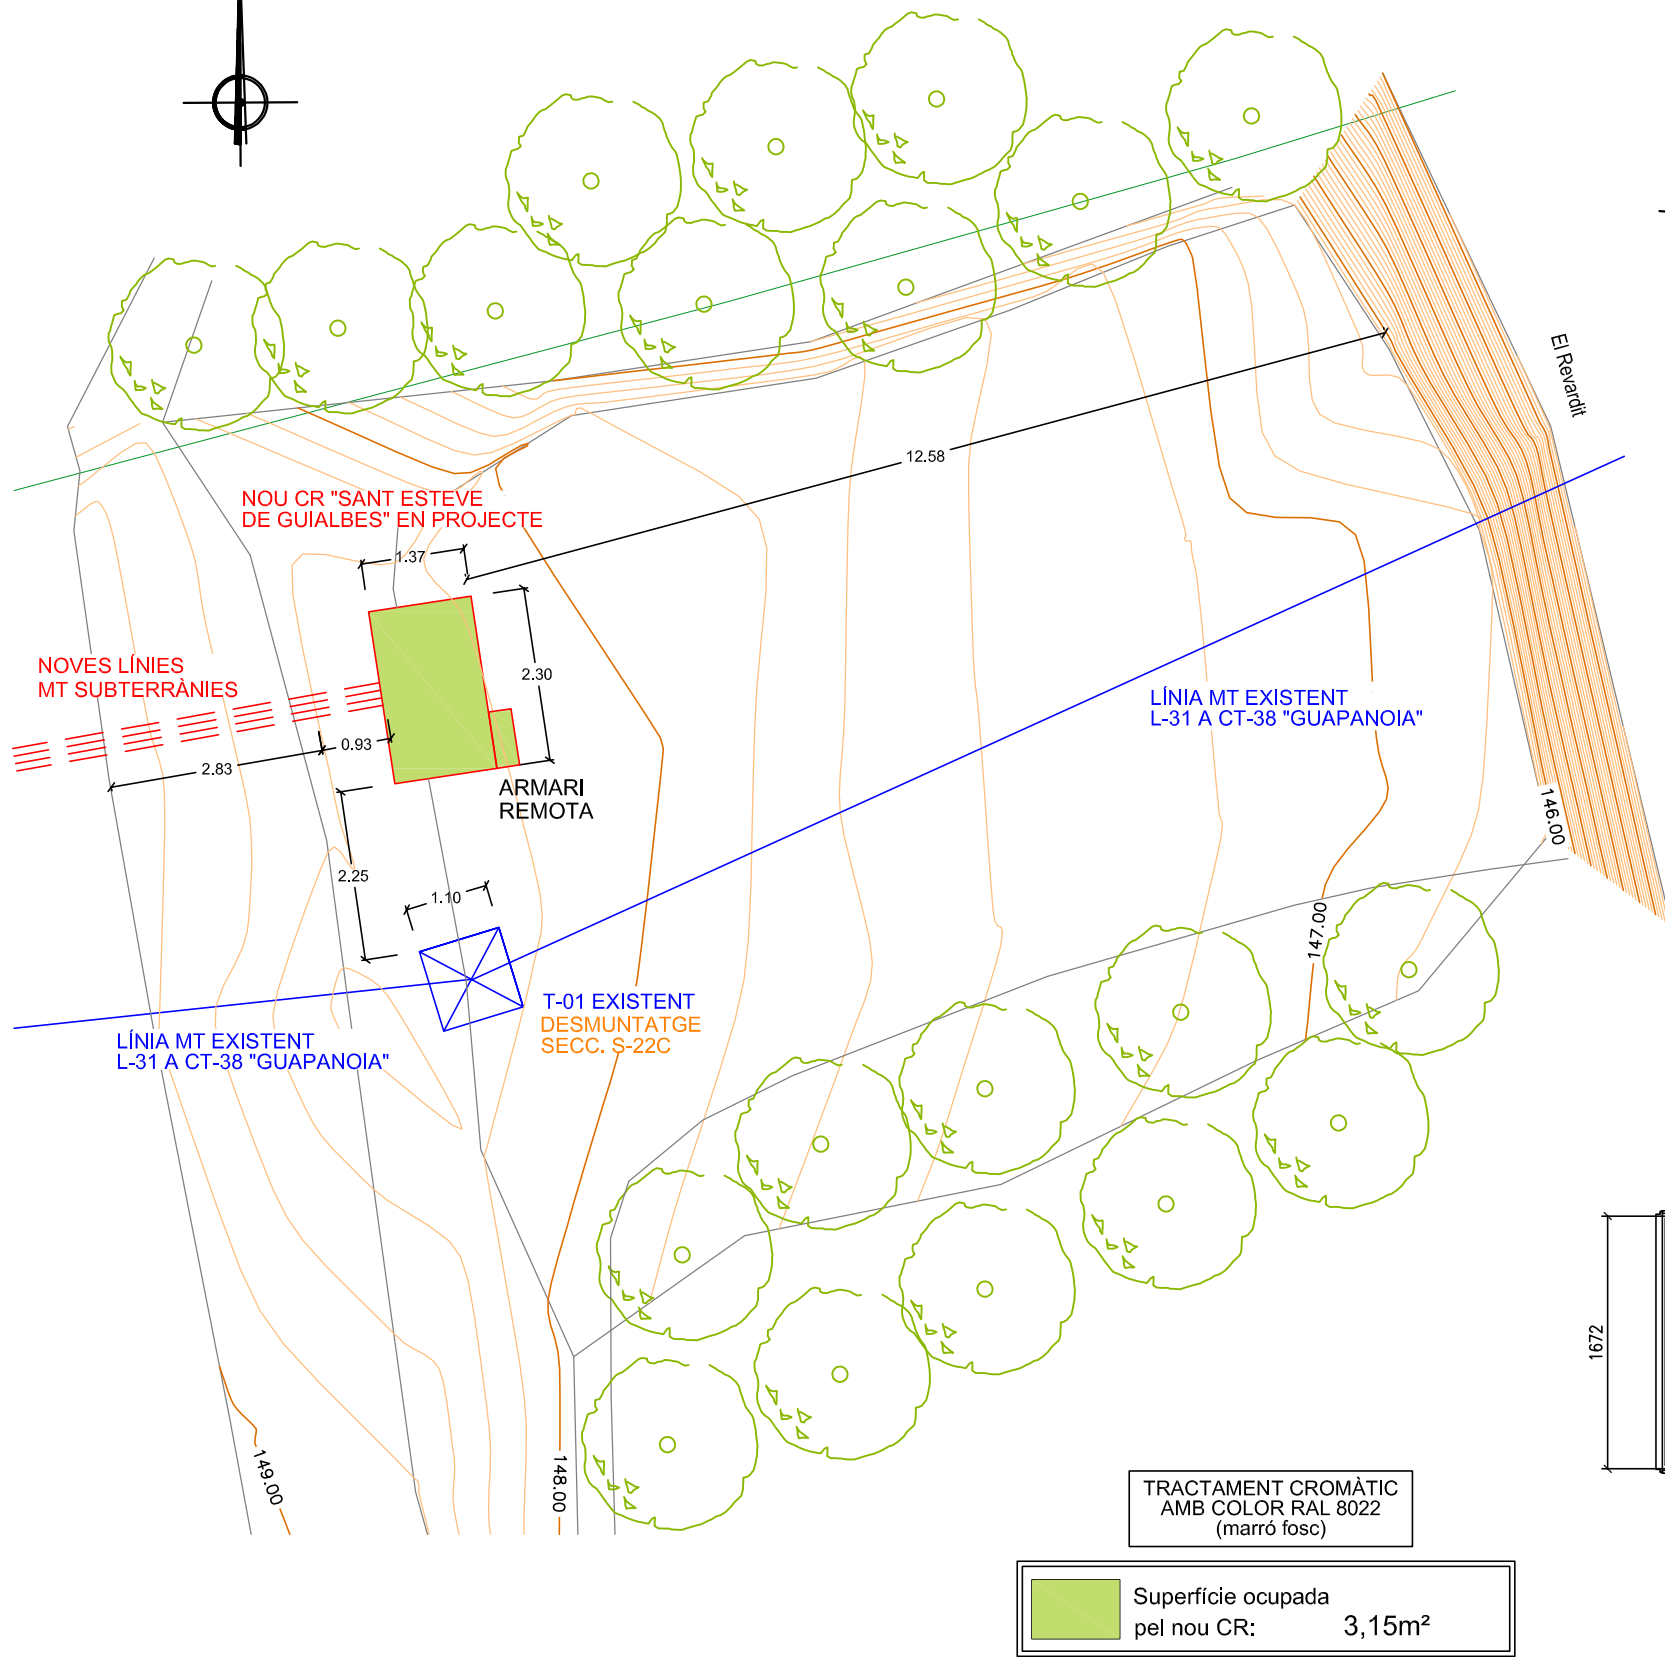 El Revardit
12.58
NOU CR "SANT ESTEVE
DE GUIALBES" EN PROJECTE
1.37
2.30
NOVES LÍNIES
MT SUBTERRÀNIES
0.93
2.83
ARMARI
REMOTA
LÍNIA MT EXISTENT
L-31 A CT-38 "GUAPANOIA"
146.00
2.25
1.10
147.00
T-01 EXISTENT
DESMUNTATGE
SECC. S-22C
LÍNIA MT EXISTENT
L-31 A CT-38 "GUAPANOIA"
1672
149.00
148.00
TRACTAMENT CROMÀTIC
AMB COLOR RAL 8022
(marró fosc)
Superfície ocupada
pel nou CR: 3,15m²